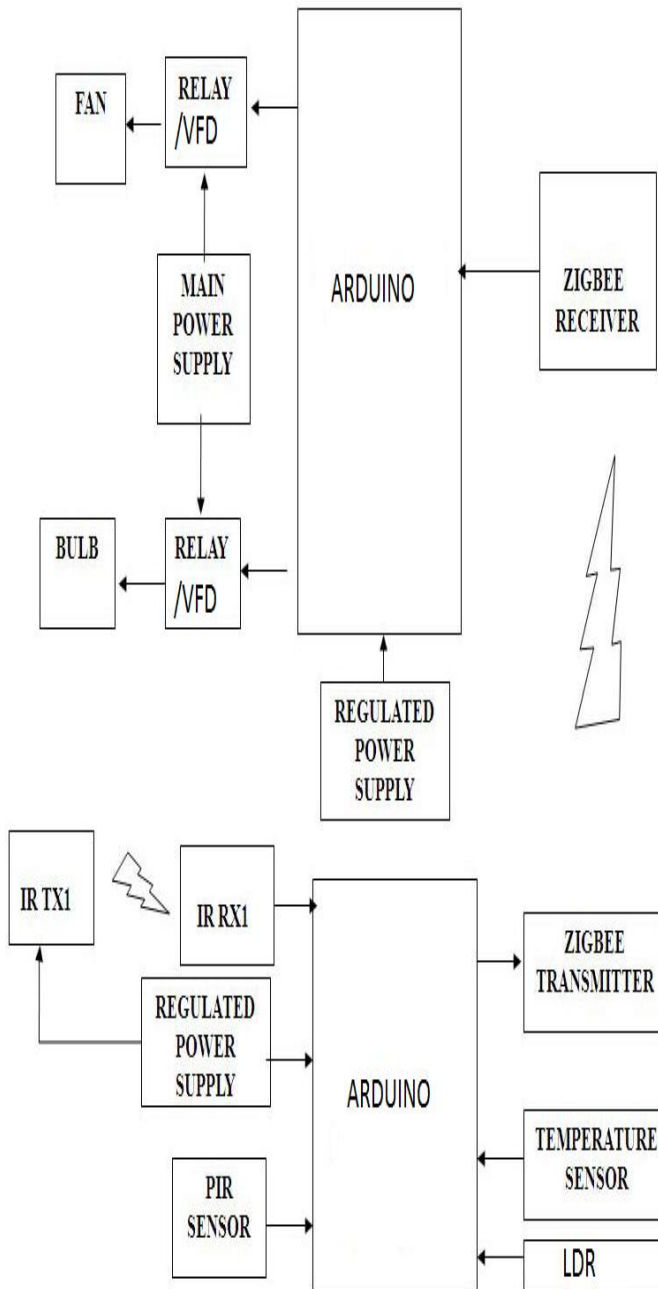 FAN
RELAY
/VFD
ARDUINO
MAIN
POWER
SUPPLY
ZIGBEE
RECEIVER
BULB
RELAY
/VFD
REGULATED
POWER
SUPPLY
IR TX1
IR RX1
ZIGBEE
TRANSMITTER
REGULATED
POWER
SUPPLY
ARDUINO
TEMPERATURE
SENSOR
PIR
SENSOR
LDR